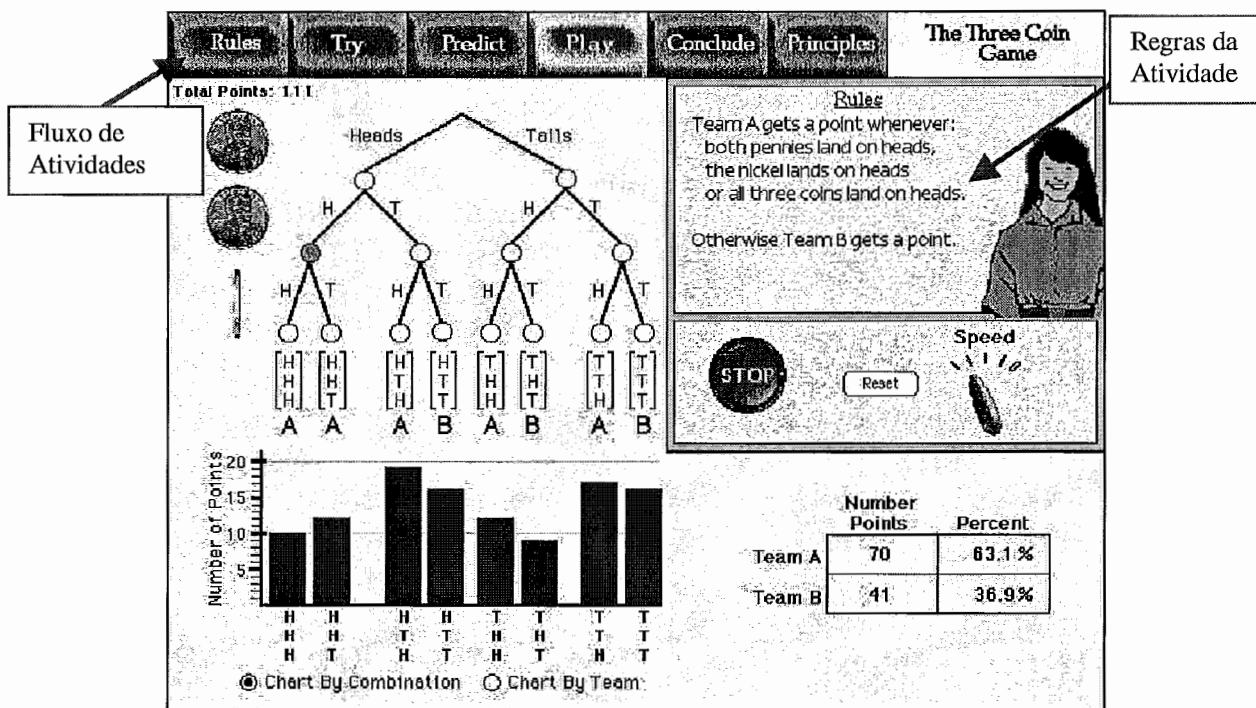 Rules Try Predict Play Conclude Principles
The Three Coin
Game
Regras da
Atividade
Fluxo de
Atividades
Total Points: 111
Heads Tails
H T H T
H T H T H T H T
H H H H T T T T
H H T T H H T T
H T H T H T H T
A A A B A B A B
Rules
Team A gets a point whenever:
both pennies land on heads,
the nickel lands on heads
or all three coins land on heads.
Otherwise Team B gets a point.
STOP
Reset
Speed
Number of Points
20
15
10
5
H H H H T T T T
H H T T H H T T
H T H T H T H T
Chart By Combination Chart By Team
Number
Points Percent
Team A 70 63.1%
Team B 41 36.9%